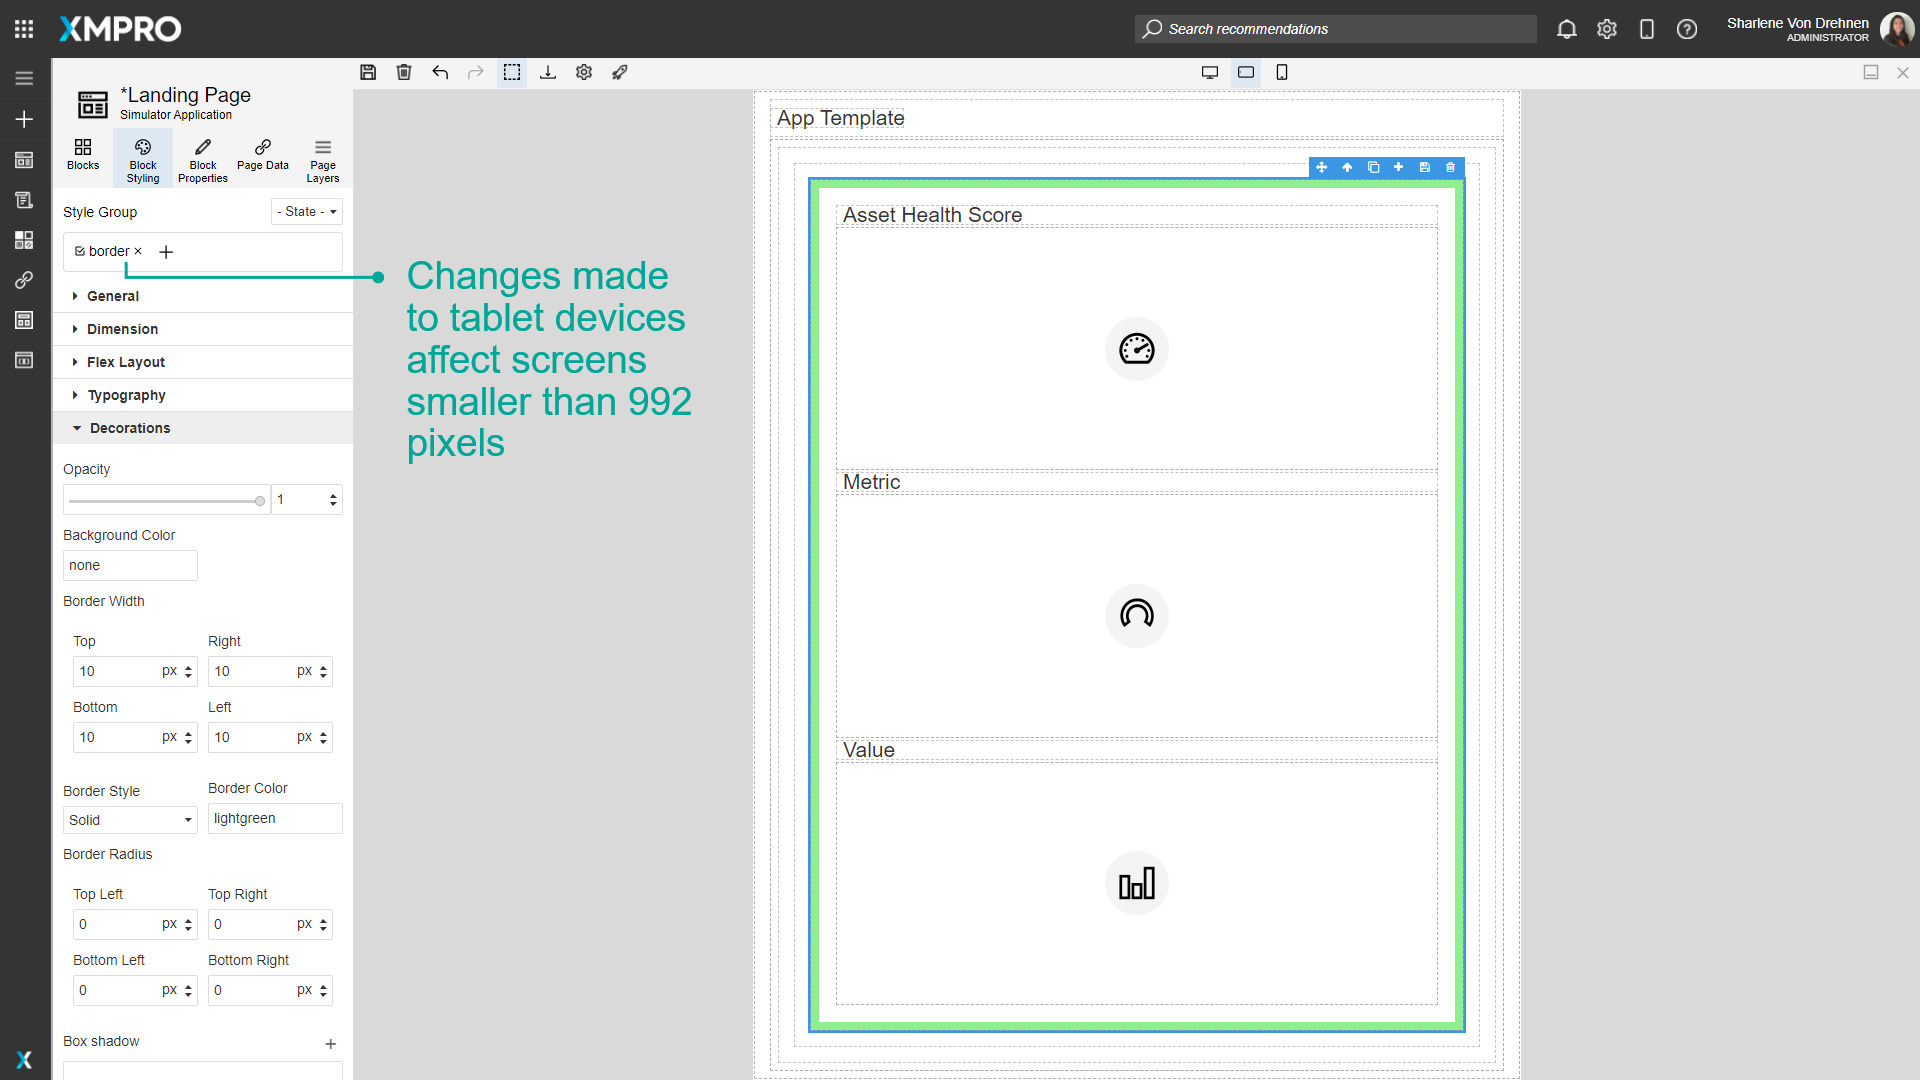 XMPRO
Search recommendations
Sharlene Von Drehnen
ADMINISTRATOR
*Landing Page
Simulator Application
Blocks
Block Styling
Block Properties
Page Data
Page Layers
Style Group
- State -
border ×
General
Dimension
Flex Layout
Typography
Decorations
Opacity
1
Background Color
none
Border Width
Top Right
10 px 10 px
Bottom Left
10 px 10 px
Border Style Border Color
Solid lightgreen
Border Radius
Top Left Top Right
0 px 0 px
Bottom Left Bottom Right
0 px 0 px
Box shadow
Changes made
to tablet devices
affect screens
smaller than 992
pixels
App Template
Asset Health Score
Metric
Value